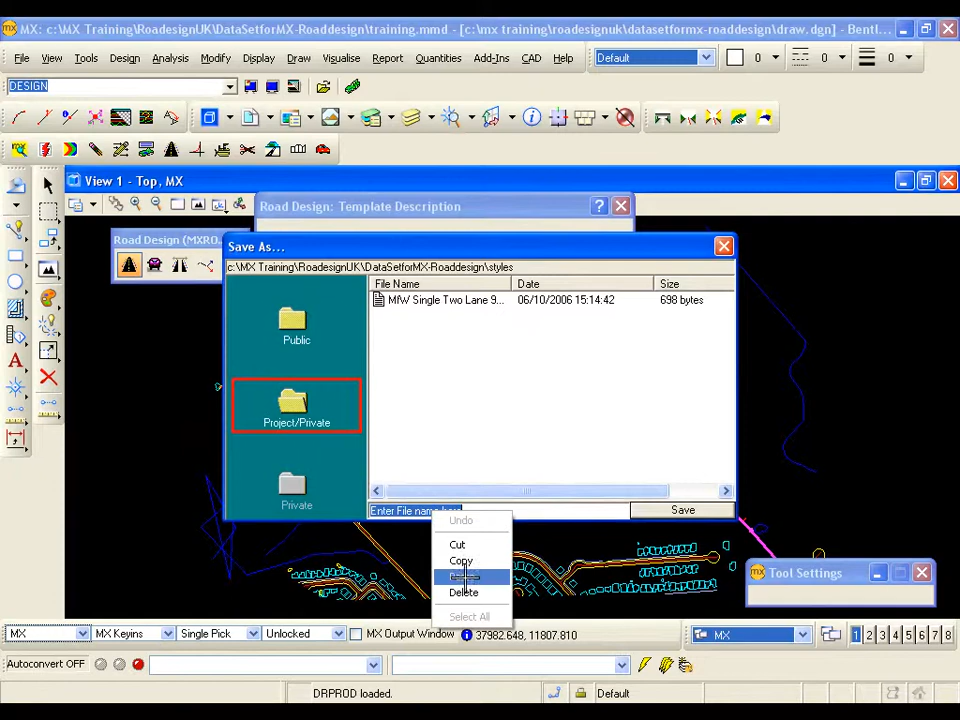 MX: c:\MX Training\RoadesignUK\DataSetforMX-Roaddesign\training.mmd - [c:\mx training\roadesignuk\datasetformx-roaddesign\draw.dgn] - Bentl...
File View Tools Design Analysis Modify Display Draw Visualise Report Quantities Add-Ins CAD Help
Default 0 0 0
DESIGN
View 1 - Top, MX
Road Design: Template Description
Road Design (MXRO...
Save As...
c:\MX Training\RoadesignUK\DataSetforMX-Roaddesign\styles
File Name Date Size
MfW Single Two Lane 9... 06/10/2006 15:14:42 698 bytes
Public
Project/Private
Private
Enter File name here
Save
Undo
Cut
Copy
Delete
Select All
Tool Settings
MX MX Keyins Single Pick Unlocked MX Output Window 37982.648, 11807.810 MX 1 2 3 4 5 6 7 8
Autoconvert OFF
DRPROD loaded. Default